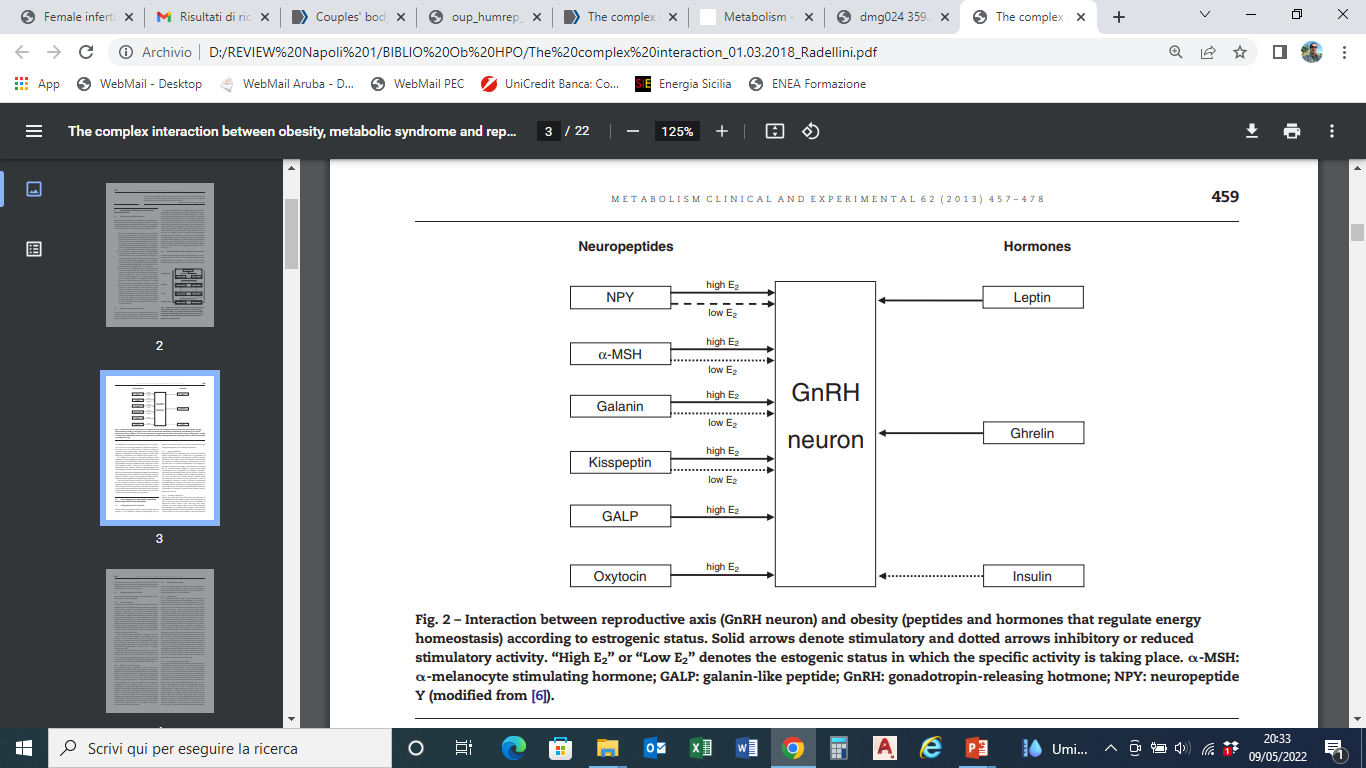 Female infert
Risultati di ric
Couples' bod
oup_humrep_
The complex
Metabolism -
dmg024 359..
The complex
Archivio
D:/REVIEW%20Napoli%201/BIBLIO%20Ob%20HPO/The%20complex%20interaction_01.03.2018_Radellini.pdf
App
WebMail - Desktop
WebMail Aruba - D...
WebMail PEC
UniCredit Banca: Co...
SIE
Energia Sicilia
ENEA Formazione
The complex interaction between obesity, metabolic syndrome and rep...
3 / 22
125%
2
3
METABOLISM CLINICAL AND EXPERIMENTAL 62 (2013) 457–478
459
Neuropeptides
Hormones
NPY
high E2
low E2
Leptin
α-MSH
high E2
low E2
Galanin
high E2
low E2
GnRH
neuron
Ghrelin
Kisspeptin
high E2
low E2
GALP
high E2
Oxytocin
high E2
Insulin
Fig. 2 – Interaction between reproductive axis (GnRH neuron) and obesity (peptides and hormones that regulate energy
homeostasis) according to estrogenic status. Solid arrows denote stimulatory and dotted arrows inhibitory or reduced
stimulatory activity. “High E2” or “Low E2” denotes the estogenic status in which the specific activity is taking place. α-MSH:
α-melanocyte stimulating hormone; GALP: galanin-like peptide; GnRH: gonadotropin-releasing hotmone; NPY: neuropeptide
Y (modified from [6]).
Scrivi qui per eseguire la ricerca
Umi...
20:33
09/05/2022
1